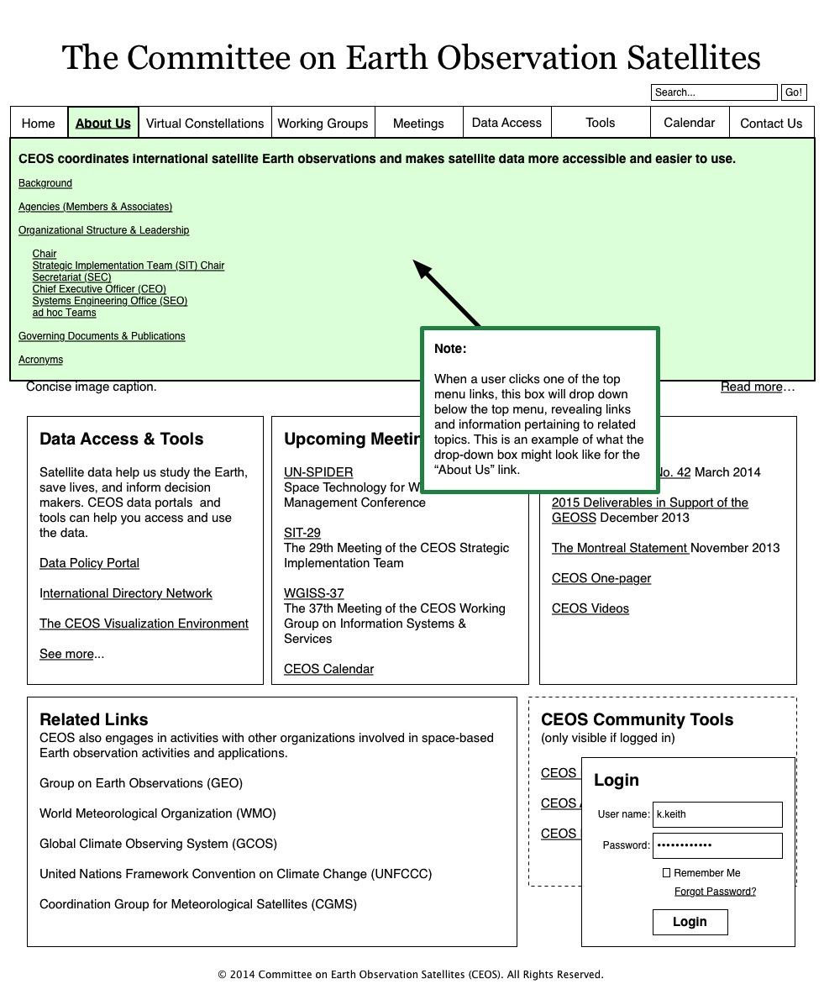 The Committee on Earth Observation Satellites
Search...
Go!
Home
About Us
Virtual Constellations
Working Groups
Meetings
Data Access
Tools
Calendar
Contact Us
CEOS coordinates international satellite Earth observations and makes satellite data more accessible and easier to use.
Background
Agencies (Members & Associates)
Organizational Structure & Leadership
Chair
Strategic Implementation Team (SIT) Chair
Secretariat (SEC)
Chief Executive Officer (CEO)
Systems Engineering Office (SEO)
ad hoc Teams
Governing Documents & Publications
Acronyms
Note:
When a user clicks one of the top
menu links, this box will drop down
below the top menu, revealing links
and information pertaining to related
topics. This is an example of what the
drop-down box might look like for the
“About Us” link.
Concise image caption.
Read more…
Data Access & Tools
Satellite data help us study the Earth,
save lives, and inform decision
makers. CEOS data portals  and
tools can help you access and use
the data.
Data Policy Portal
International Directory Network
The CEOS Visualization Environment
See more...
Upcoming
UN-SPIDER
Space Technology for
Management Conference
SIT-29
The 29th Meeting of the CEOS Strategic
Implementation Team
WGISS-37
The 37th Meeting of the CEOS Working
Group on Information Systems &
Services
CEOS Calendar
No. 42 March 2014
2015 Deliverables in Support of the
GEOSS December 2013
The Montreal Statement November 2013
CEOS One-pager
CEOS Videos
Related Links
CEOS also engages in activities with other organizations involved in space-based
Earth observation activities and applications.
Group on Earth Observations (GEO)
World Meteorological Organization (WMO)
Global Climate Observing System (GCOS)
United Nations Framework Convention on Climate Change (UNFCCC)
Coordination Group for Meteorological Satellites (CGMS)
CEOS Community Tools
(only visible if logged in)
CEOS
CEOS
CEOS
Login
User name: k.keith
Password: ••••••••••••
Remember Me
Forgot Password?
Login
© 2014 Committee on Earth Observation Satellites (CEOS). All Rights Reserved.